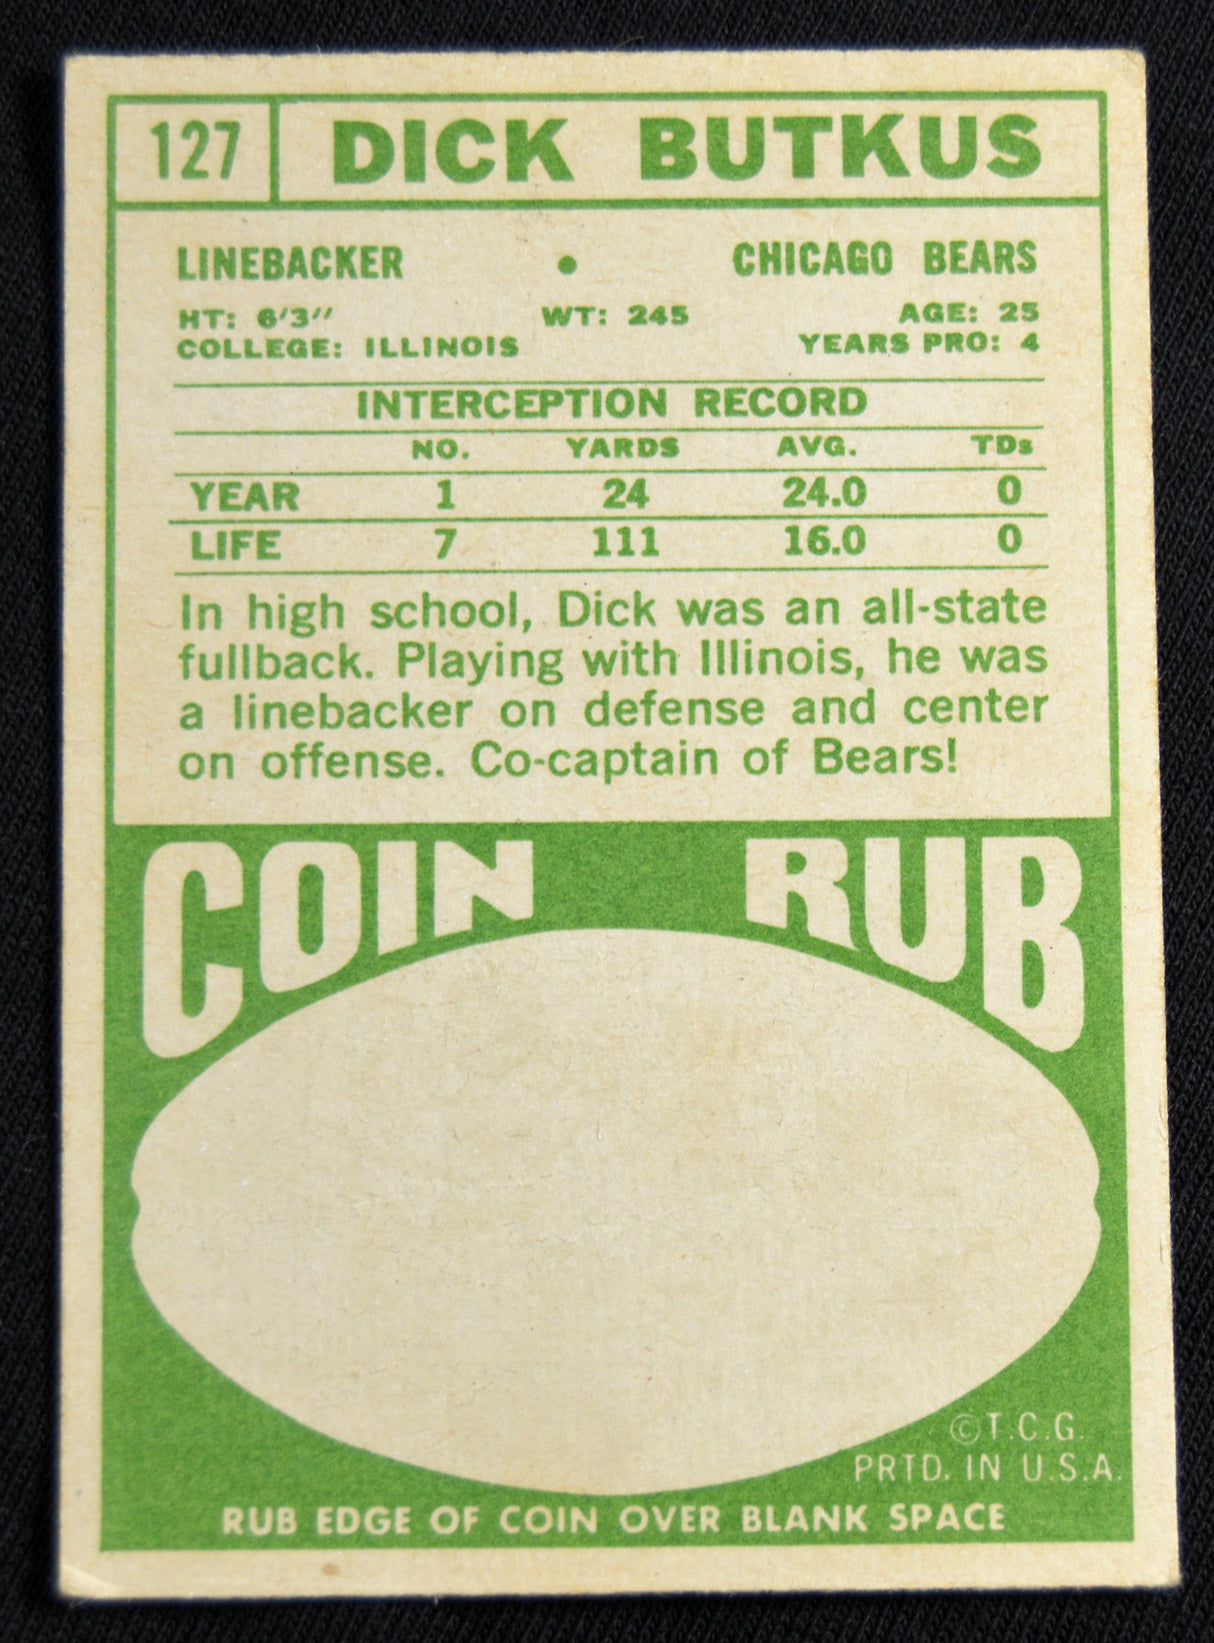 127 DICK BUTKUS
LINEBACKER • CHICAGO BEARS
HT: 6'3" WT: 245 AGE: 25
COLLEGE: ILLINOIS YEARS PRO: 4
INTERCEPTION RECORD
NO. YARDS AVG. TDs
YEAR 1 24 24.0 0
LIFE 7 111 16.0 0
In high school, Dick was an all-state
fullback. Playing with Illinois, he was
a linebacker on defense and center
on offense. Co-captain of Bears!
COIN RUB
©T.C.G.
PRTD. IN U.S.A.
RUB EDGE OF COIN OVER BLANK SPACE